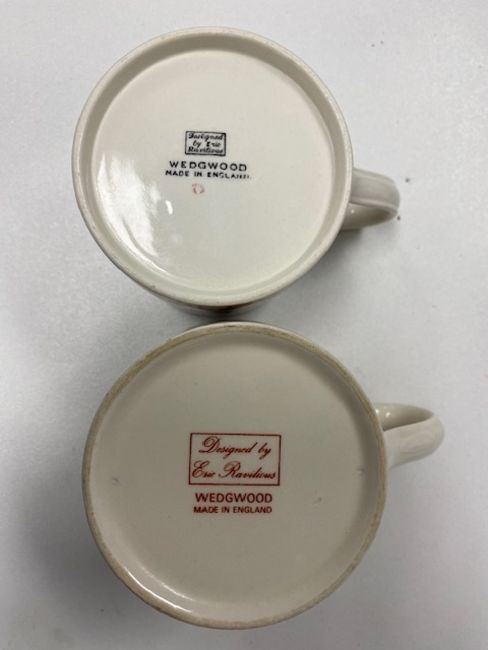 Designed
by Eric
Ravilious
WEDGWOOD
MADE IN ENGLAND.
Designed by
Eric Ravilious
WEDGWOOD
MADE IN ENGLAND